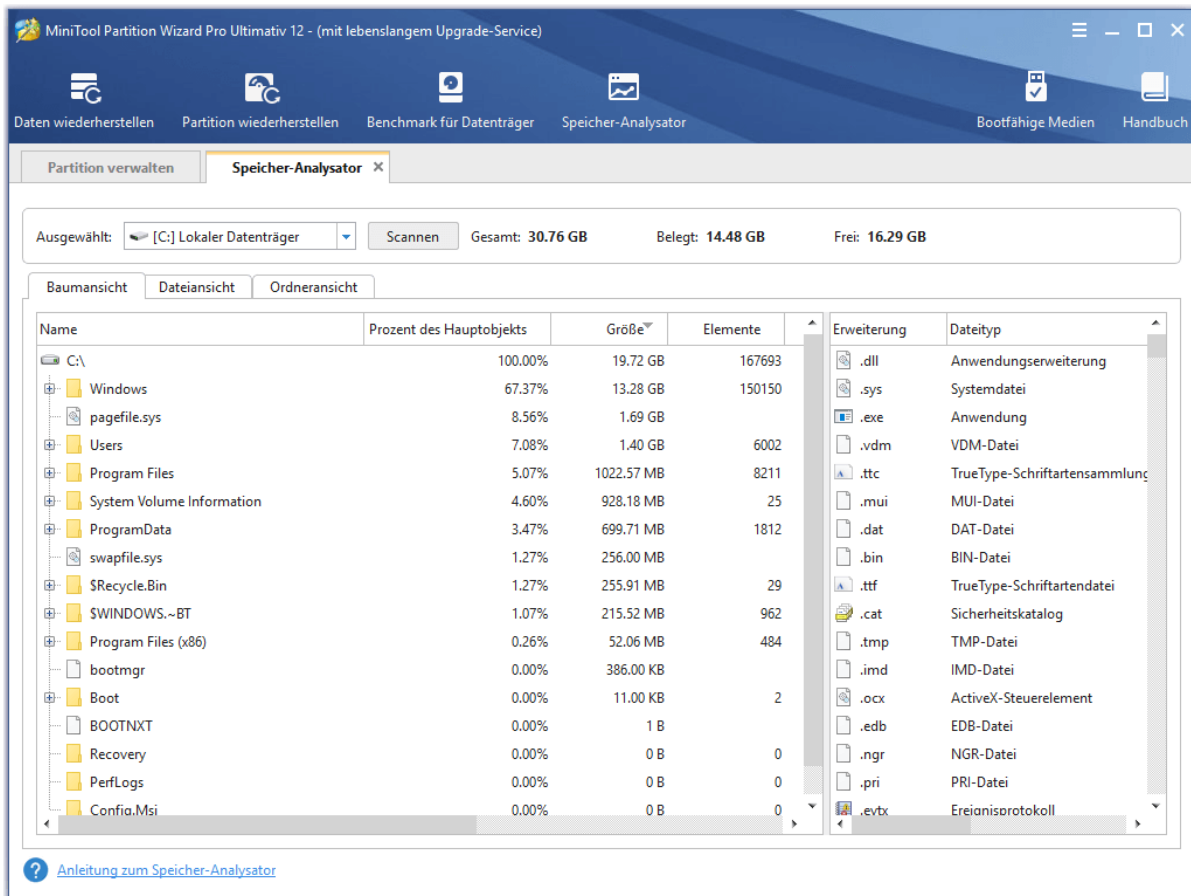 MiniTool Partition Wizard Pro Ultimativ 12 - (mit lebenslangem Upgrade-Service)
Daten wiederherstellen Partition wiederherstellen Benchmark für Datenträger Speicher-Analysator Bootfähige Medien Handbuch
Partition verwalten Speicher-Analysator
Ausgewählt: [C:] Lokaler Datenträger Scannen Gesamt: 30.76 GB Belegt: 14.48 GB Frei: 16.29 GB
Baumansicht Dateiansicht Ordneransicht
Name Prozent des Hauptobjekts Größe Elemente Erweiterung Dateityp
C:\ 100.00% 19.72 GB 167693 .dll Anwendungserweiterung
Windows 67.37% 13.28 GB 150150 .sys Systemdatei
pagefile.sys 8.56% 1.69 GB .exe Anwendung
Users 7.08% 1.40 GB 6002 .vdm VDM-Datei
Program Files 5.07% 1022.57 MB 8211 .ttc TrueType-Schriftartensammlung
System Volume Information 4.60% 928.18 MB 25 .mui MUI-Datei
ProgramData 3.47% 699.71 MB 1812 .dat DAT-Datei
swapfile.sys 1.27% 256.00 MB .bin BIN-Datei
$Recycle.Bin 1.27% 255.91 MB 29 .ttf TrueType-Schriftartendatei
$WINDOWS.~BT 1.07% 215.52 MB 962 .cat Sicherheitskatalog
Program Files (x86) 0.26% 52.06 MB 484 .tmp TMP-Datei
bootmgr 0.00% 386.00 KB .imd IMD-Datei
Boot 0.00% 11.00 KB 2 .ocx ActiveX-Steuerelement
BOOTNXT 0.00% 1 B .edb EDB-Datei
Recovery 0.00% 0 B 0 .ngr NGR-Datei
PerfLogs 0.00% 0 B 0 .pri PRI-Datei
Config.Msi 0.00% 0 B 0 .evtx Ereignisprotokoll
Anleitung zum Speicher-Analysator